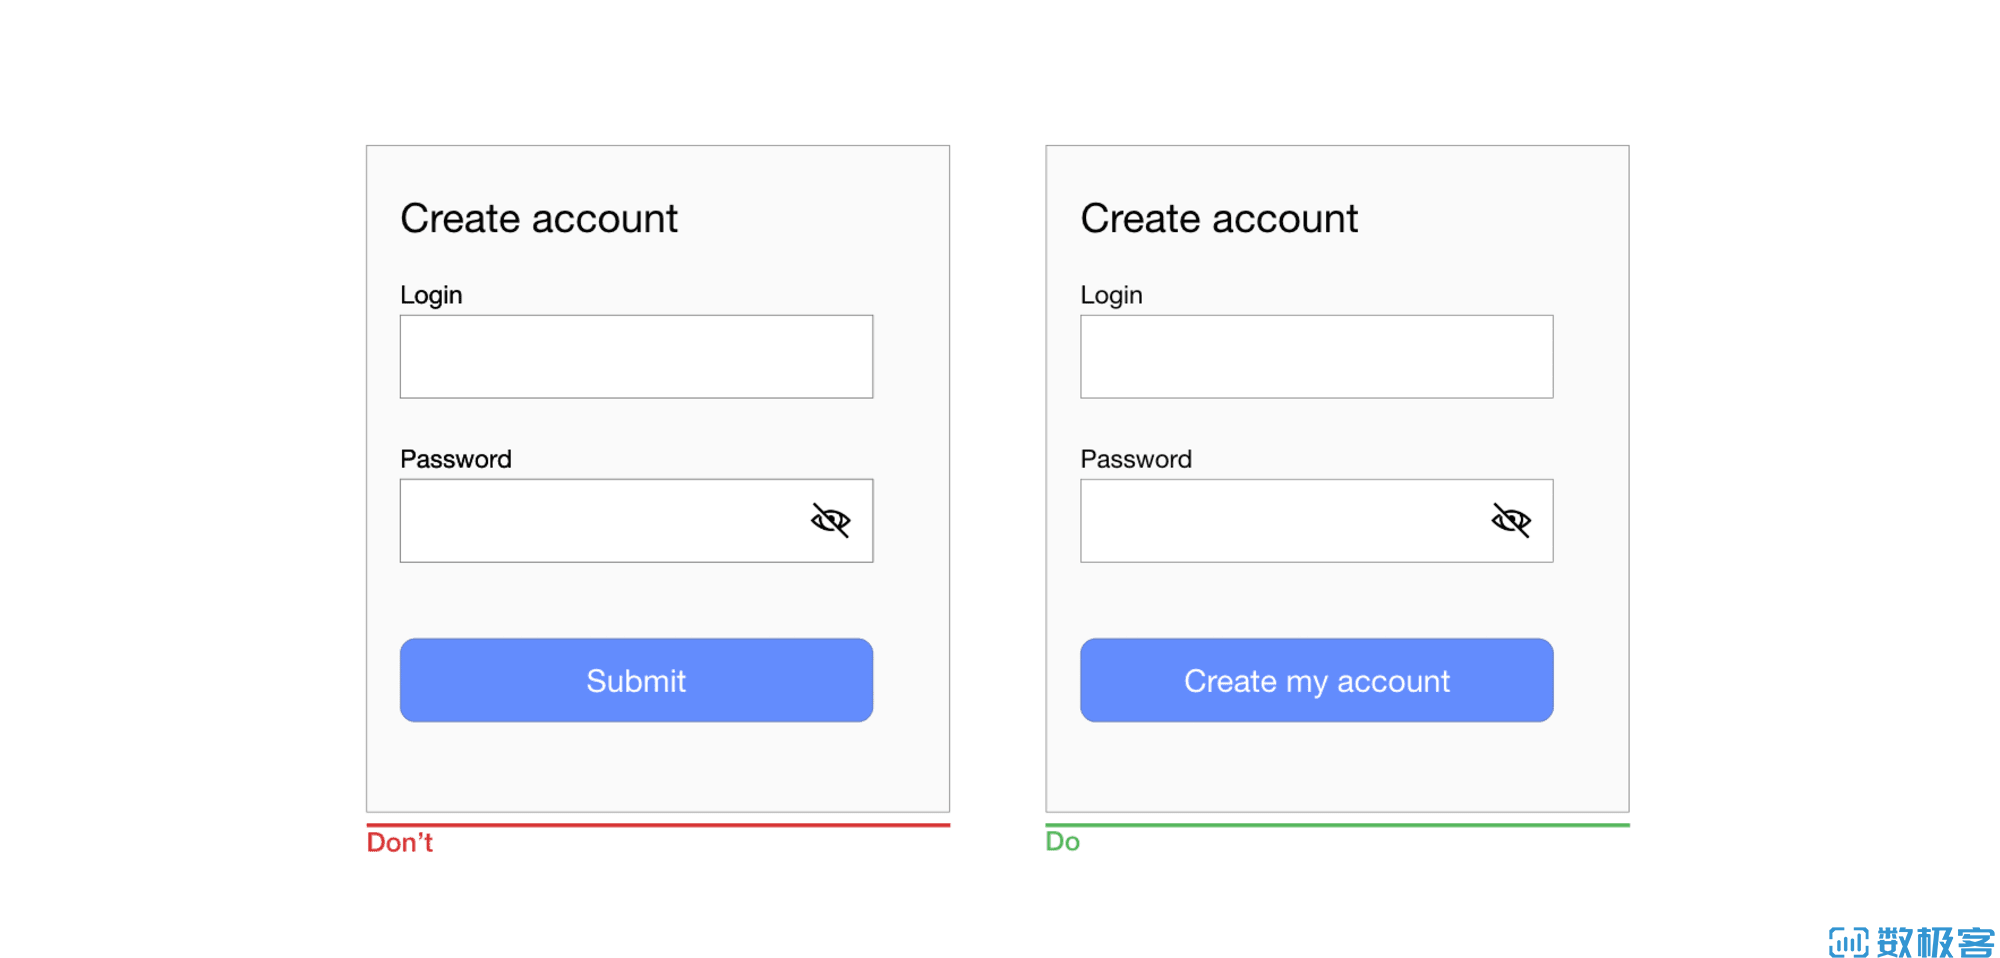 Create account
Login
Password
Submit
Don't
Create account
Login
Password
Create my account
Do
数极客